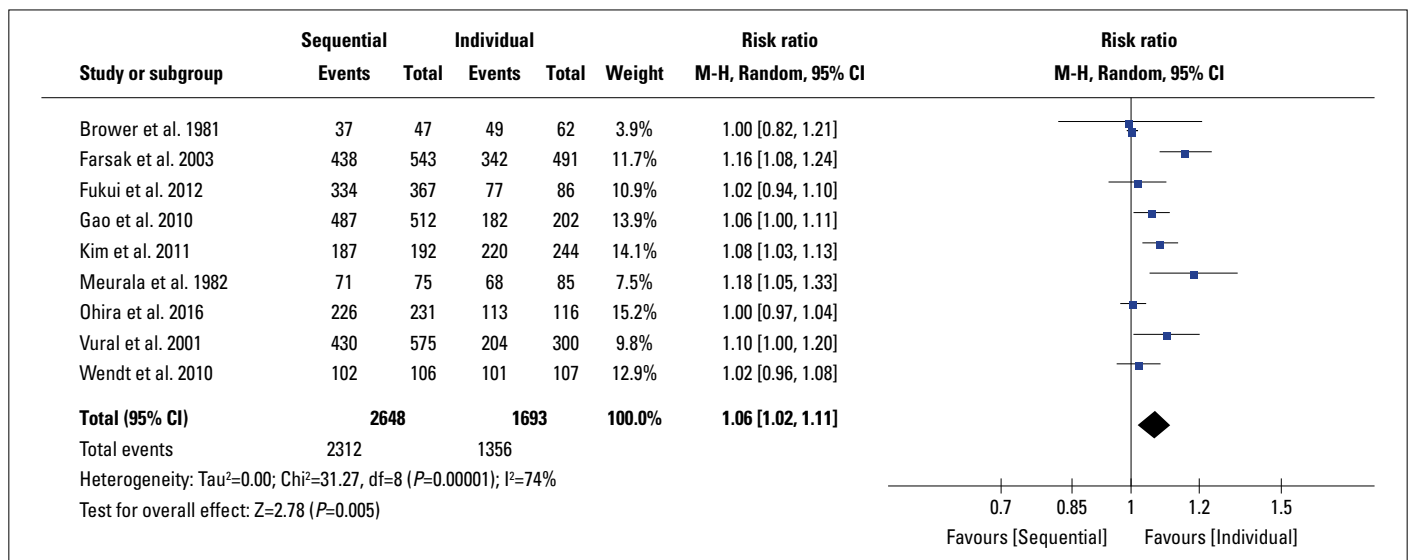 Sequential Individual Risk ratio Risk ratio
Study or subgroup Events Total Events Total Weight M-H, Random, 95% CI M-H, Random, 95% CI
Brower et al. 1981 37 47 49 62 3.9% 1.00 [0.82, 1.21]
Farsak et al. 2003 438 543 342 491 11.7% 1.16 [1.08, 1.24]
Fukui et al. 2012 334 367 77 86 10.9% 1.02 [0.94, 1.10]
Gao et al. 2010 487 512 182 202 13.9% 1.06 [1.00, 1.11]
Kim et al. 2011 187 192 220 244 14.1% 1.08 [1.03, 1.13]
Meurala et al. 1982 71 75 68 85 7.5% 1.18 [1.05, 1.33]
Ohira et al. 2016 226 231 113 116 15.2% 1.00 [0.97, 1.04]
Vural et al. 2001 430 575 204 300 9.8% 1.10 [1.00, 1.20]
Wendt et al. 2010 102 106 101 107 12.9% 1.02 [0.96, 1.08]
Total (95% CI) 2648 1693 100.0% 1.06 [1.02, 1.11]
Total events 2312 1356
Heterogeneity: Tau²=0.00; Chi²=31.27, df=8 (P=0.00001); I²=74%
Test for overall effect: Z=2.78 (P=0.005)
0.7 0.85 1 1.2 1.5
Favours [Sequential] Favours [Individual]